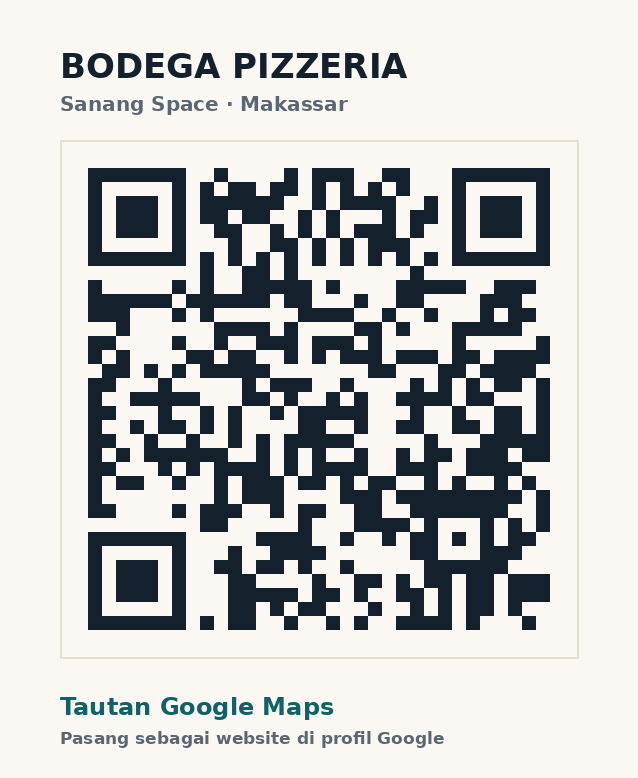 BODEGA PIZZERIA
Sanang Space · Makassar
Tautan Google Maps
Pasang sebagai website di profil Google